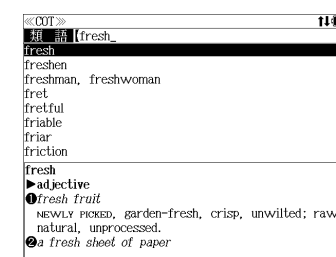 ≪COT≫
類語【fresh_
fresh
freshen
freshman, freshwoman
fret
fretful
friable
friar
friction
fresh
▶adjective
❶fresh fruit
NEWLY PICKED, garden-fresh, crisp, unwilted; raw
natural, unprocessed.
❷a fresh sheet of paper